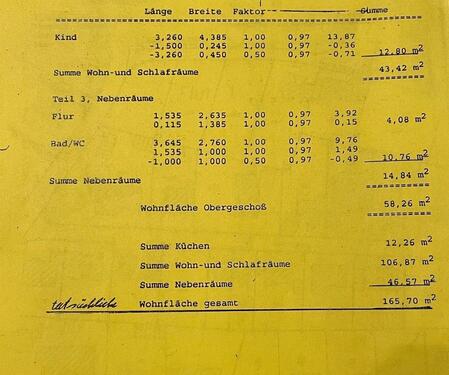 Länge Breite Faktor Summe
Kind 3,260 4,385 1,00 0,97 13,87
-1,500 0,245 1,00 0,97 -0,36
-3,260 0,450 0,50 0,97 -0,71 12,80 m2
Summe Wohn-und Schlafräume 43,42 m2
Teil 3, Nebenräume
Flur 1,535 2,635 1,00 0,97 3,92
0,115 1,385 1,00 0,97 0,15 4,08 m2
Bad/WC 3,645 2,760 1,00 0,97 9,76
1,535 1,000 1,00 0,97 1,49
-1,000 1,000 0,50 0,97 -0,49 10,76 m2
Summe Nebenräume 14,84 m2
Wohnfläche Obergeschoß 58,26 m2
Summe Küchen 12,26 m2
Summe Wohn-und Schlafräume 106,87 m2
Summe Nebenräume 46,57 m2
Wohnfläche gesamt 165,70 m2